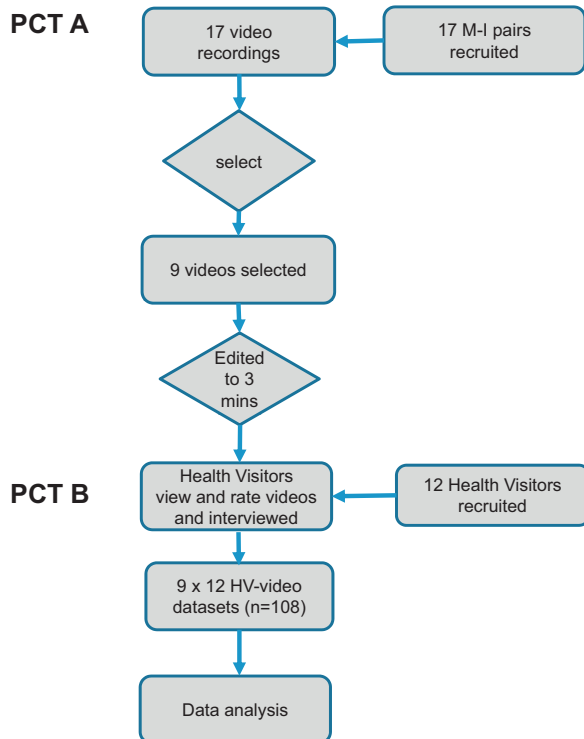 PCT A
17 video
recordings
17 M-I pairs
recruited
select
9 videos selected
Edited
to 3
mins
PCT B
Health Visitors
view and rate videos
and interviewed
12 Health Visitors
recruited
9 x 12 HV-video
datasets (n=108)
Data analysis